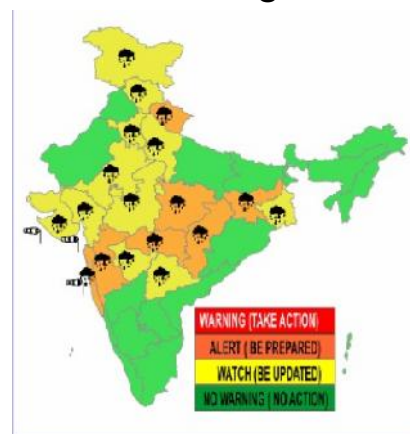 WARNING (TAKE ACTION)
ALERT ( BE PREPARED)
WATCH (BE UPDATED)
NO WARNING ( NO ACTION)